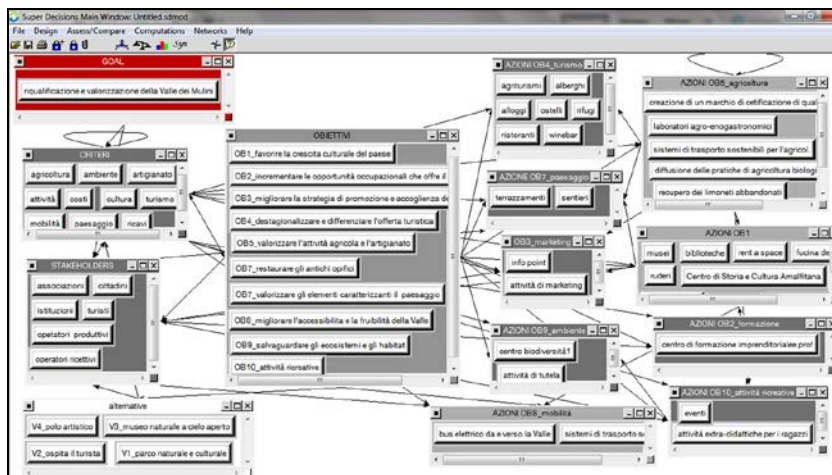 Super Decisions Main Window: Untitled.sdmod
File Design Assess/Compare Computations Networks Help
GOAL
riqualificazione e valorizzazione della Valle dei Mulini
CRITERI
agricoltura ambiente artigianato
attività costi cultura turismo
mobilità paesaggio ricavi
STAKEHOLDERS
associazioni cittadini
istituzioni turisti
operatori produttivi
operatori ricettivi
alternative
V4_polo artistico V3_museo naturale a cielo aperto
V2_ospita il turista V1_parco naturale e culturale
OBIETTIVI
OB1_favorire la crescita culturale del paese
OB2_incrementare le opportunità occupazionali che offre il
OB3_migliorare la strategia di promozione e accoglienza de
OB4_destagionalizzare e differenziare l'offerta turistica
OB5_valorizzare l'attività agricola e l'artigianato
OB7_restaurare gli antichi opifici
OB7_valorizzare gli elementi caratterizzanti il paesaggio
OB8_migliorare l'accessibilita e la fruibilità della Valle
OB9_salvaguardare gli ecosistemi e gli habitat
OB10_attività ricreative
AZIONI OB4_turismo
agriturismi alberghi
alloggi ostelli rifugi
ristoranti winebar
AZIONE OB7_paesaggio
terrazzamenti sentieri
OB3_marketing
info point
attività di marketing
AZIONI OB9_ambiente
centro biodiversità1
attività di tutela
AZIONI OB8_mobilità
bus elettrico da e verso la Valle sistemi di trasporto so
AZIONI OB5_agricoltura
creazione di un marchio di certificazione di qua
laboratori agro-enogastronomici
sistemi di trasporto sostenibili per l'agricol.
diffusione delle pratiche di agricoltura biologi
recupero dei limoneti abbandonati
AZIONI OB1
musei biblioteche rent a space fucina de
ruderi Centro di Storia e Cultura Amalfitana.
AZIONI OB2_formazione
centro di formazione imprenditoriale prof
AZIONI OB10_attività ricreative
eventi
attività extra-didattiche per i ragazzi